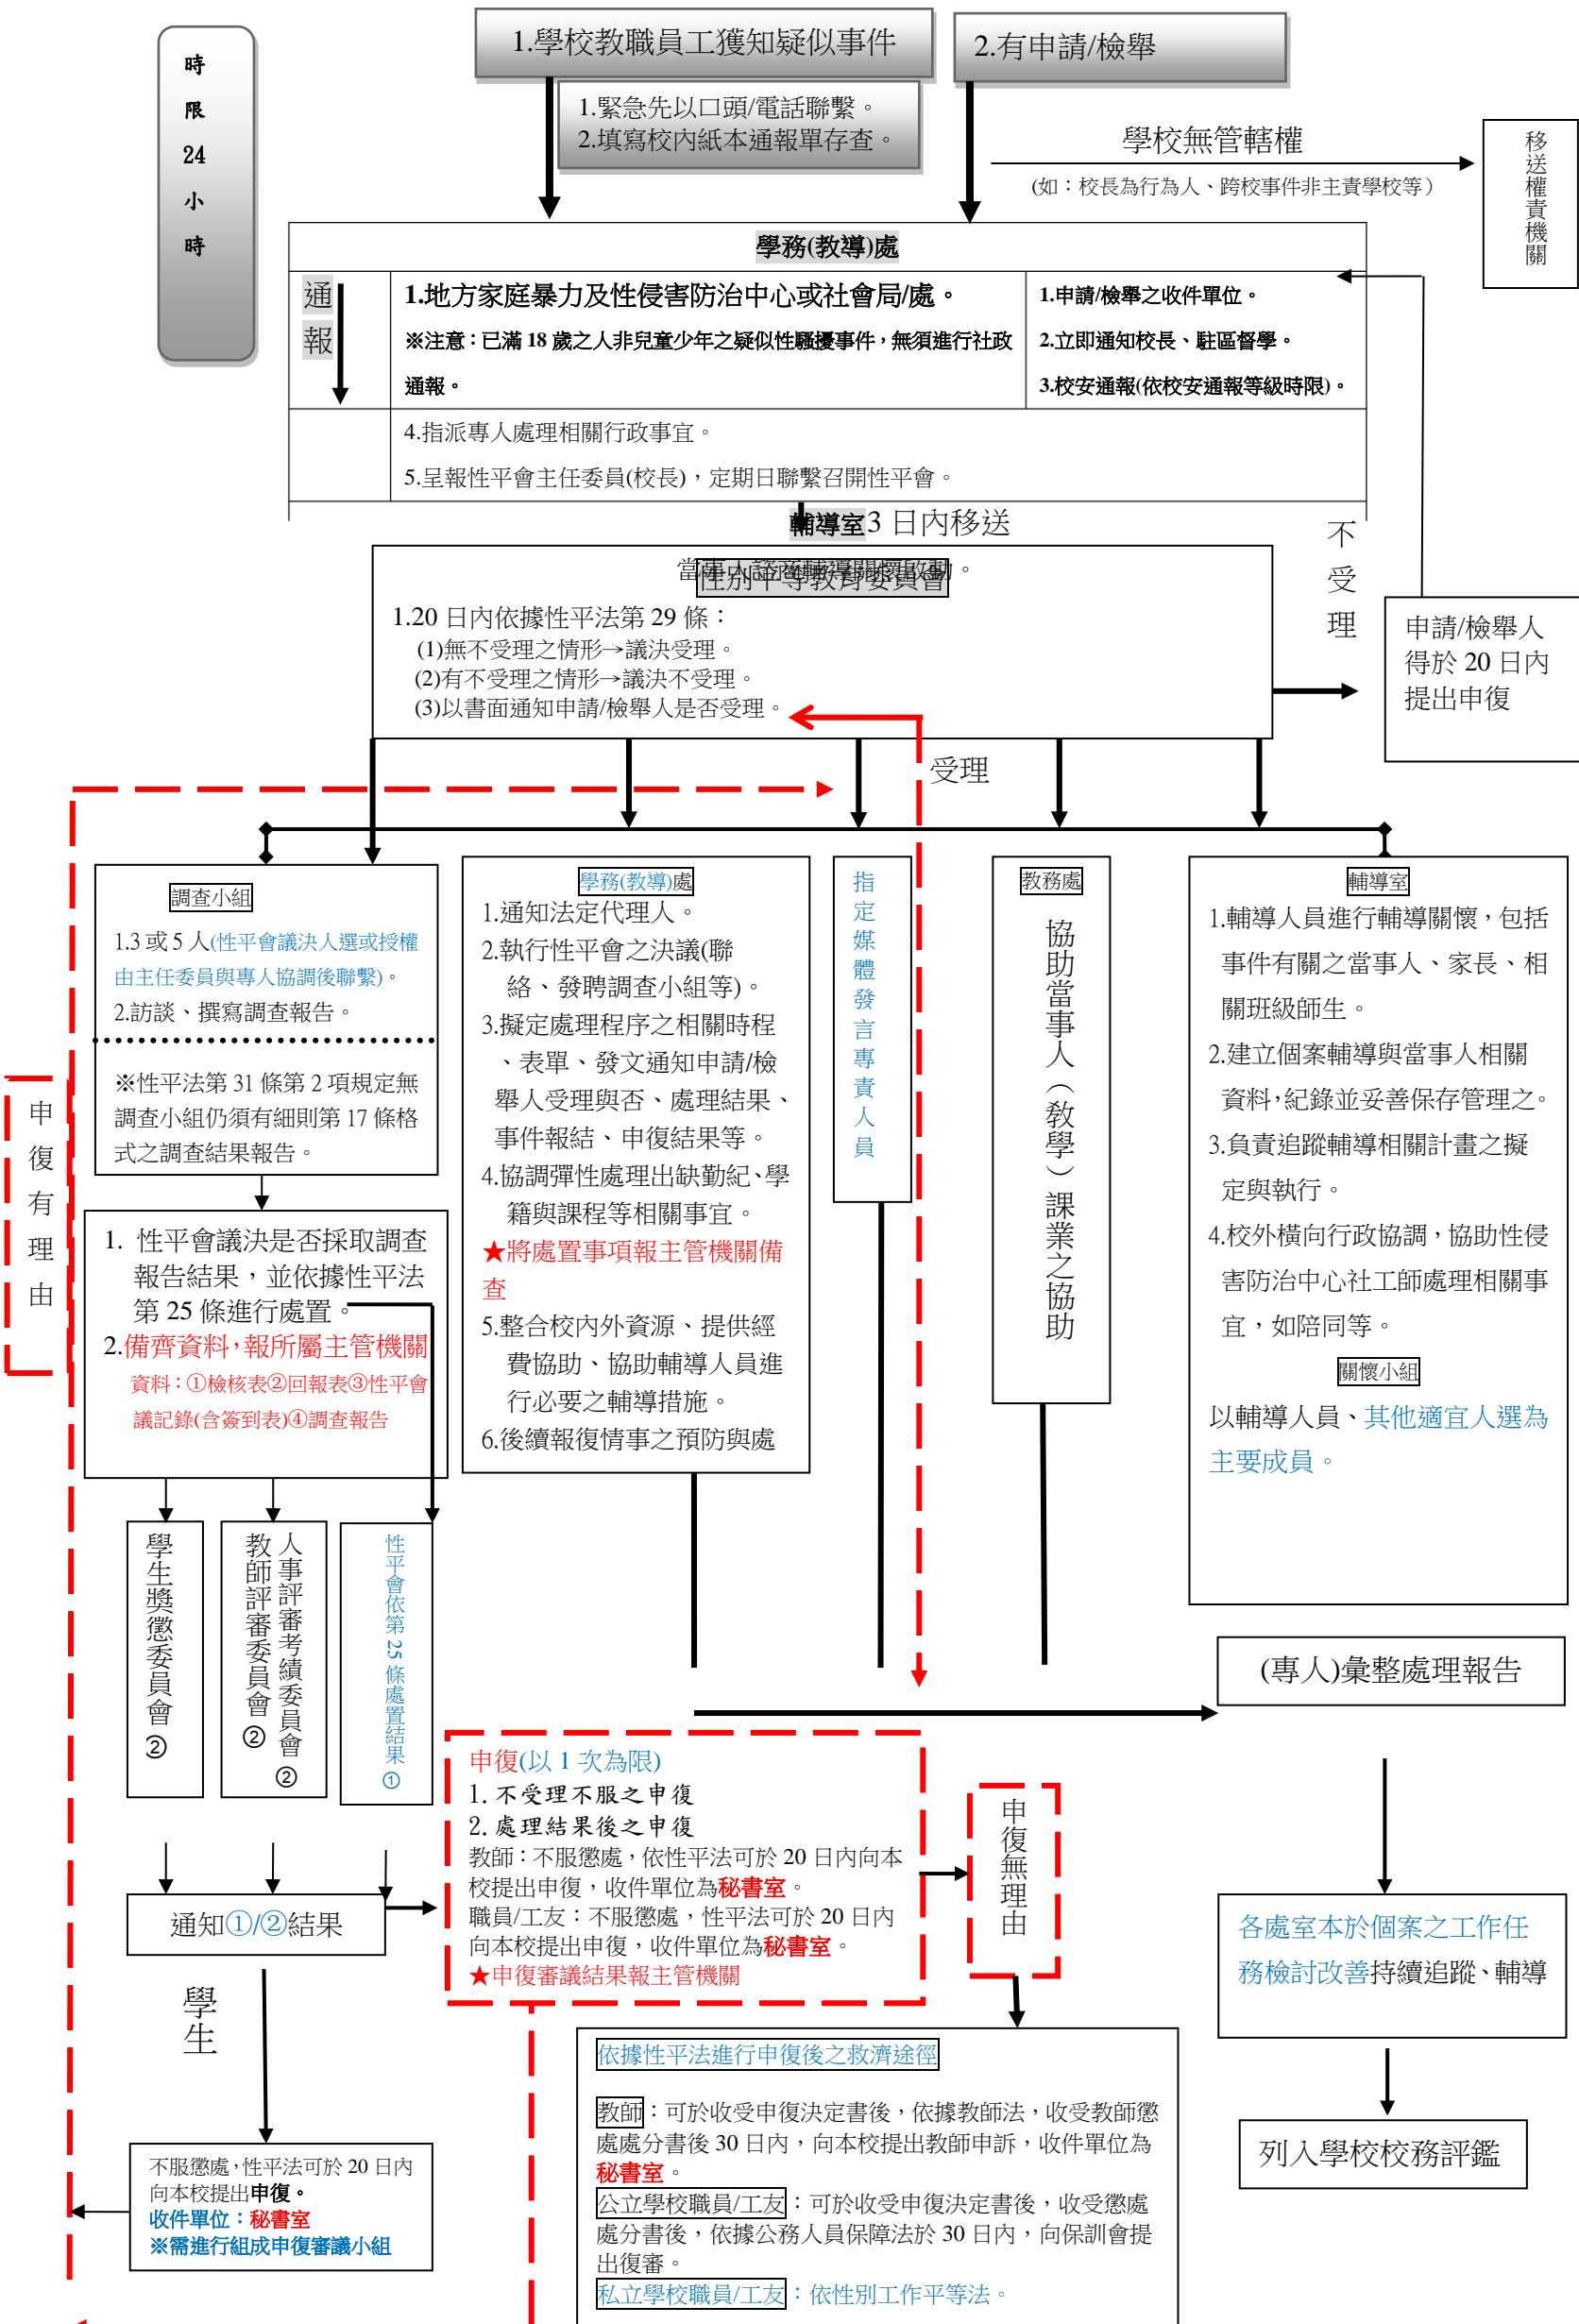 時
限
24
小
時
1.學校教職員工獲知疑似事件
2.有申請/檢舉
1.緊急先以口頭/電話聯繫。
2.填寫校內紙本通報單存查。
學校無管轄權
(如：校長為行為人、跨校事件非主責學校等）
移送權責機關
學務(教導)處
通
報
1.地方家庭暴力及性侵害防治中心或社會局/處。
※注意：已滿 18 歲之人非兒童少年之疑似性騷擾事件，無須進行社政
通報。
1.申請/檢舉之收件單位。
2.立即通知校長、駐區督學。
3.校安通報(依校安通報等級時限)。
4.指派專人處理相關行政事宜。
5.呈報性平會主任委員(校長)，定期日聯繫召開性平會。
輔導室
3 日內移送
性別平等教育委員會
1.20 日內依據性平法第 29 條：
(1)無不受理之情形→議決受理。
(2)有不受理之情形→議決不受理。
(3)以書面通知申請/檢舉人是否受理。
不
受
理
申請/檢舉人
得於 20 日內
提出申復
受理
調查小組
1.3 或 5 人(性平會議決人選或授權
由主任委員與專人協調後聯繫)。
2.訪談、撰寫調查報告。
※性平法第 31 條第 2 項規定無
調查小組仍須有細則第 17 條格
式之調查結果報告。
申
復
有
理
由
1. 性平會議決是否採取調查
報告結果，並依據性平法
第 25 條進行處置。
2.備齊資料，報所屬主管機關
資料：①檢核表②回報表③性平會
議記錄(含簽到表)④調查報告
學務(教導)處
1.通知法定代理人。
2.執行性平會之決議(聯
絡、發聘調查小組等)。
3.擬定處理程序之相關時程
、表單、發文通知申請/檢
舉人受理與否、處理結果、
事件報結、申復結果等。
4.協調彈性處理出缺勤紀、學
籍與課程等相關事宜。
★將處置事項報主管機關備
查
5.整合校內外資源、提供經
費協助、協助輔導人員進
行必要之輔導措施。
6.後續報復情事之預防與處
指定媒體發言專責人員
教務處
協助當事人（教學）課業之協助
輔導室
1.輔導人員進行輔導關懷，包括
事件有關之當事人、家長、相
關班級師生。
2.建立個案輔導與當事人相關
資料，紀錄並妥善保存管理之。
3.負責追蹤輔導相關計畫之擬
定與執行。
4.校外橫向行政協調，協助性侵
害防治中心社工師處理相關事
宜，如陪同等。
關懷小組
以輔導人員、其他適宜人選為
主要成員。
學生獎懲委員會②
人事評審考績委員會②
教師評審委員會②
性平會依第 25 條處置結果①
(專人)彙整處理報告
申復(以 1 次為限)
1.不受理不服之申復
2.處理結果後之申復
教師：不服懲處，依性平法可於 20 日內向本
校提出申復，收件單位為秘書室。
職員/工友：不服懲處，性平法可於 20 日內
向本校提出申復，收件單位為秘書室。
★申復審議結果報主管機關
申復無理由
通知①/②結果
學生
各處室本於個案之工作任
務檢討改善持續追蹤、輔導
依據性平法進行申復後之救濟途徑
教師：可於收受申復決定書後，依據教師法，收受教師懲
處處分書後 30 日內，向本校提出教師申訴，收件單位為
秘書室。
公立學校職員/工友：可於收受申復決定書後，收受懲處
處分書後，依據公務人員保障法於 30 日內，向保訓會提
出復審。
私立學校職員/工友：依性別工作平等法。
不服懲處，性平法可於 20 日內
向本校提出申復。
收件單位：秘書室
※需進行組成申復審議小組
列入學校校務評鑑